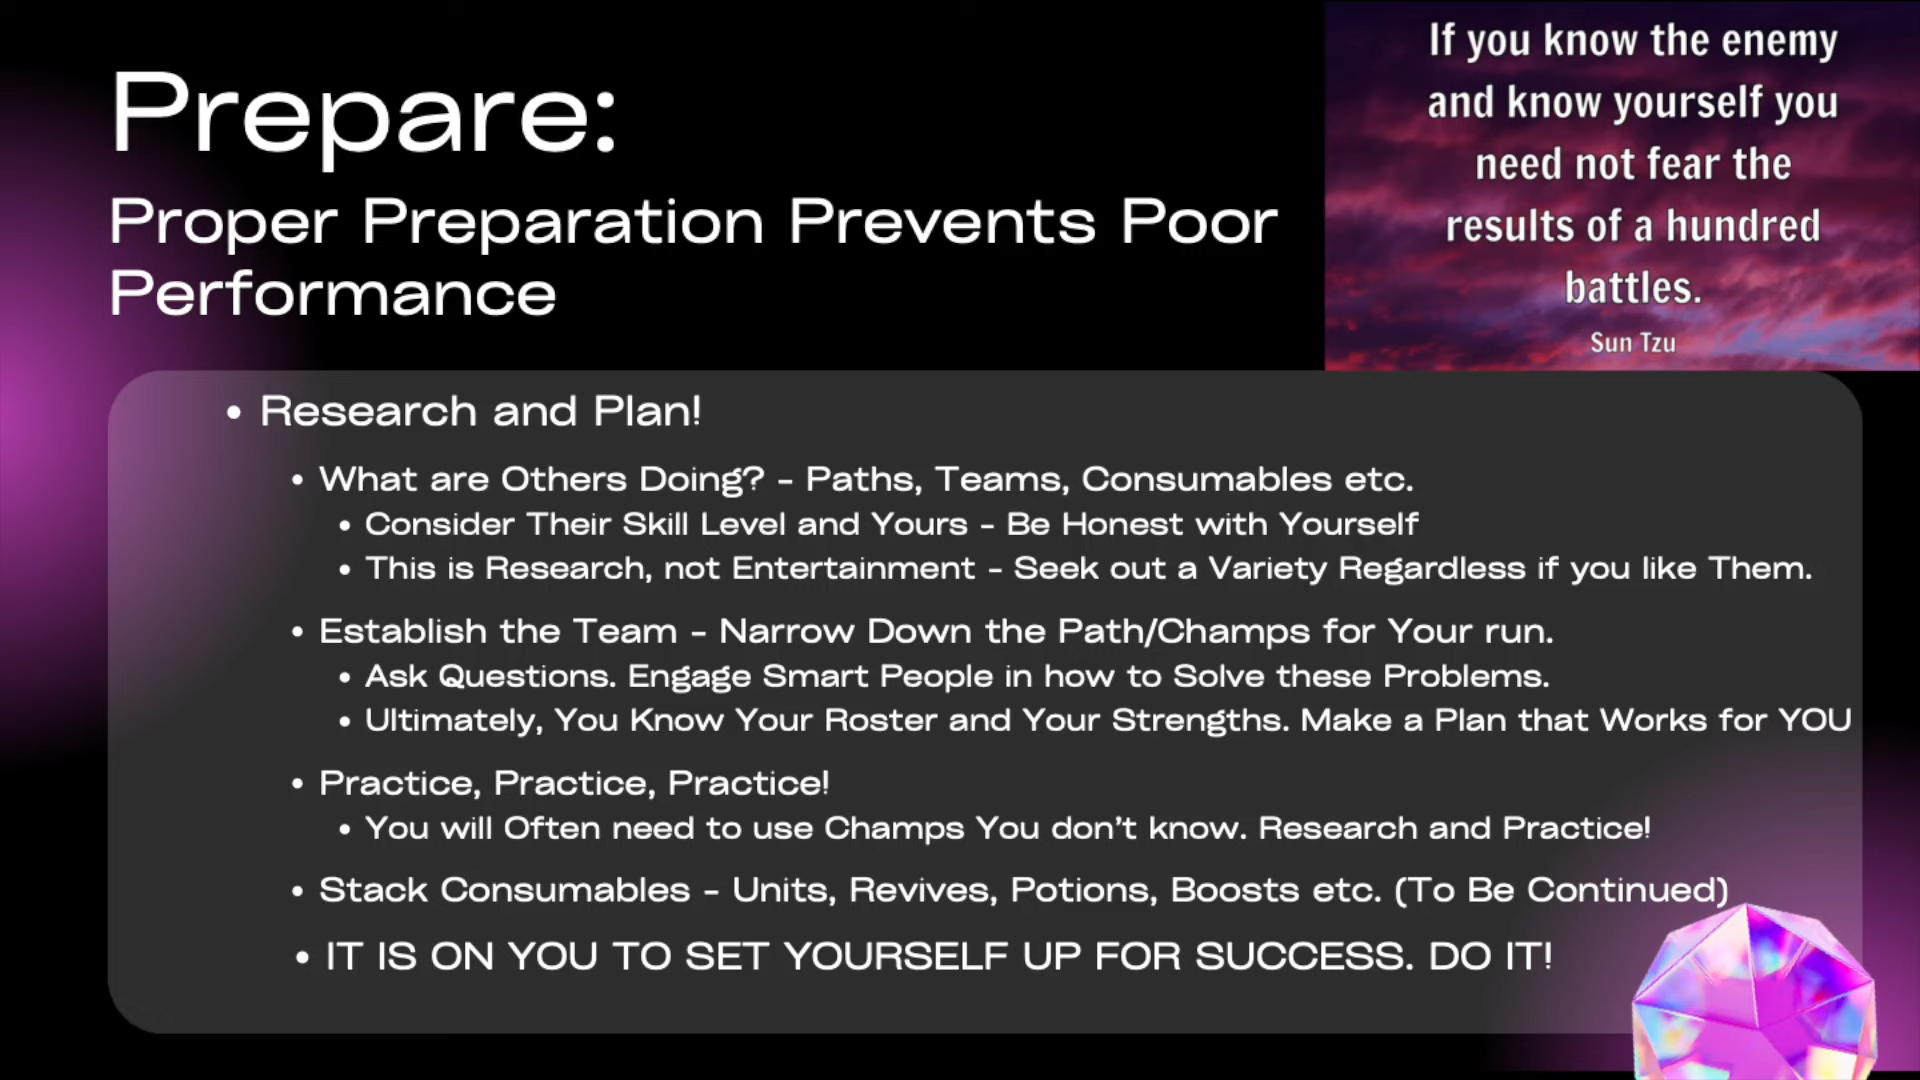 Prepare:
Proper Preparation Prevents Poor
Performance
If you know the enemy
and know yourself you
need not fear the
results of a hundred
battles.
Sun Tzu
• Research and Plan!
• What are Others Doing? - Paths, Teams, Consumables etc.
• Consider Their Skill Level and Yours - Be Honest with Yourself
• This is Research, not Entertainment - Seek out a Variety Regardless if you like Them.
• Establish the Team - Narrow Down the Path/Champs for Your run.
• Ask Questions. Engage Smart People in how to Solve these Problems.
• Ultimately, You Know Your Roster and Your Strengths. Make a Plan that Works for YOU
• Practice, Practice, Practice!
• You will Often need to use Champs You don't know. Research and Practice!
• Stack Consumables - Units, Revives, Potions, Boosts etc. (To Be Continued)
• IT IS ON YOU TO SET YOURSELF UP FOR SUCCESS. DO IT!